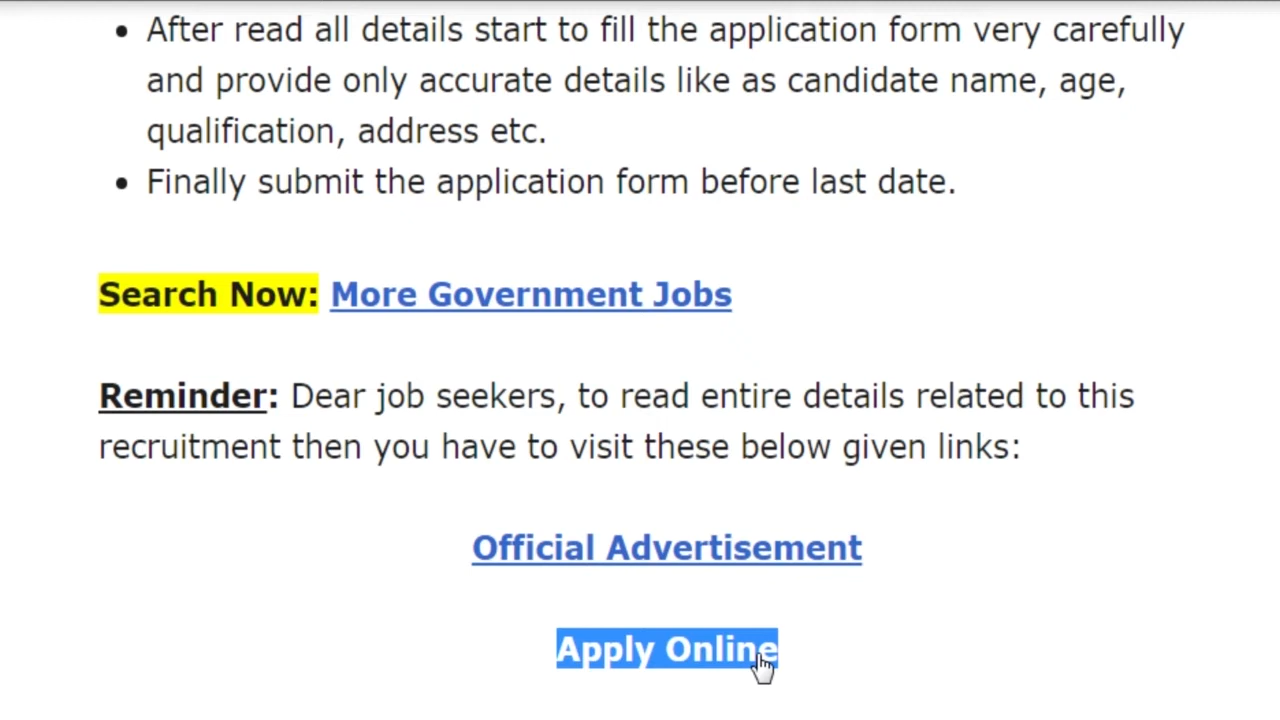 After read all details start to fill the application form very carefully
and provide only accurate details like as candidate name, age,
qualification, address etc.
Finally submit the application form before last date.
Search Now: More Government Jobs
Reminder: Dear job seekers, to read entire details related to this
recruitment then you have to visit these below given links:
Official Advertisement
Apply Online